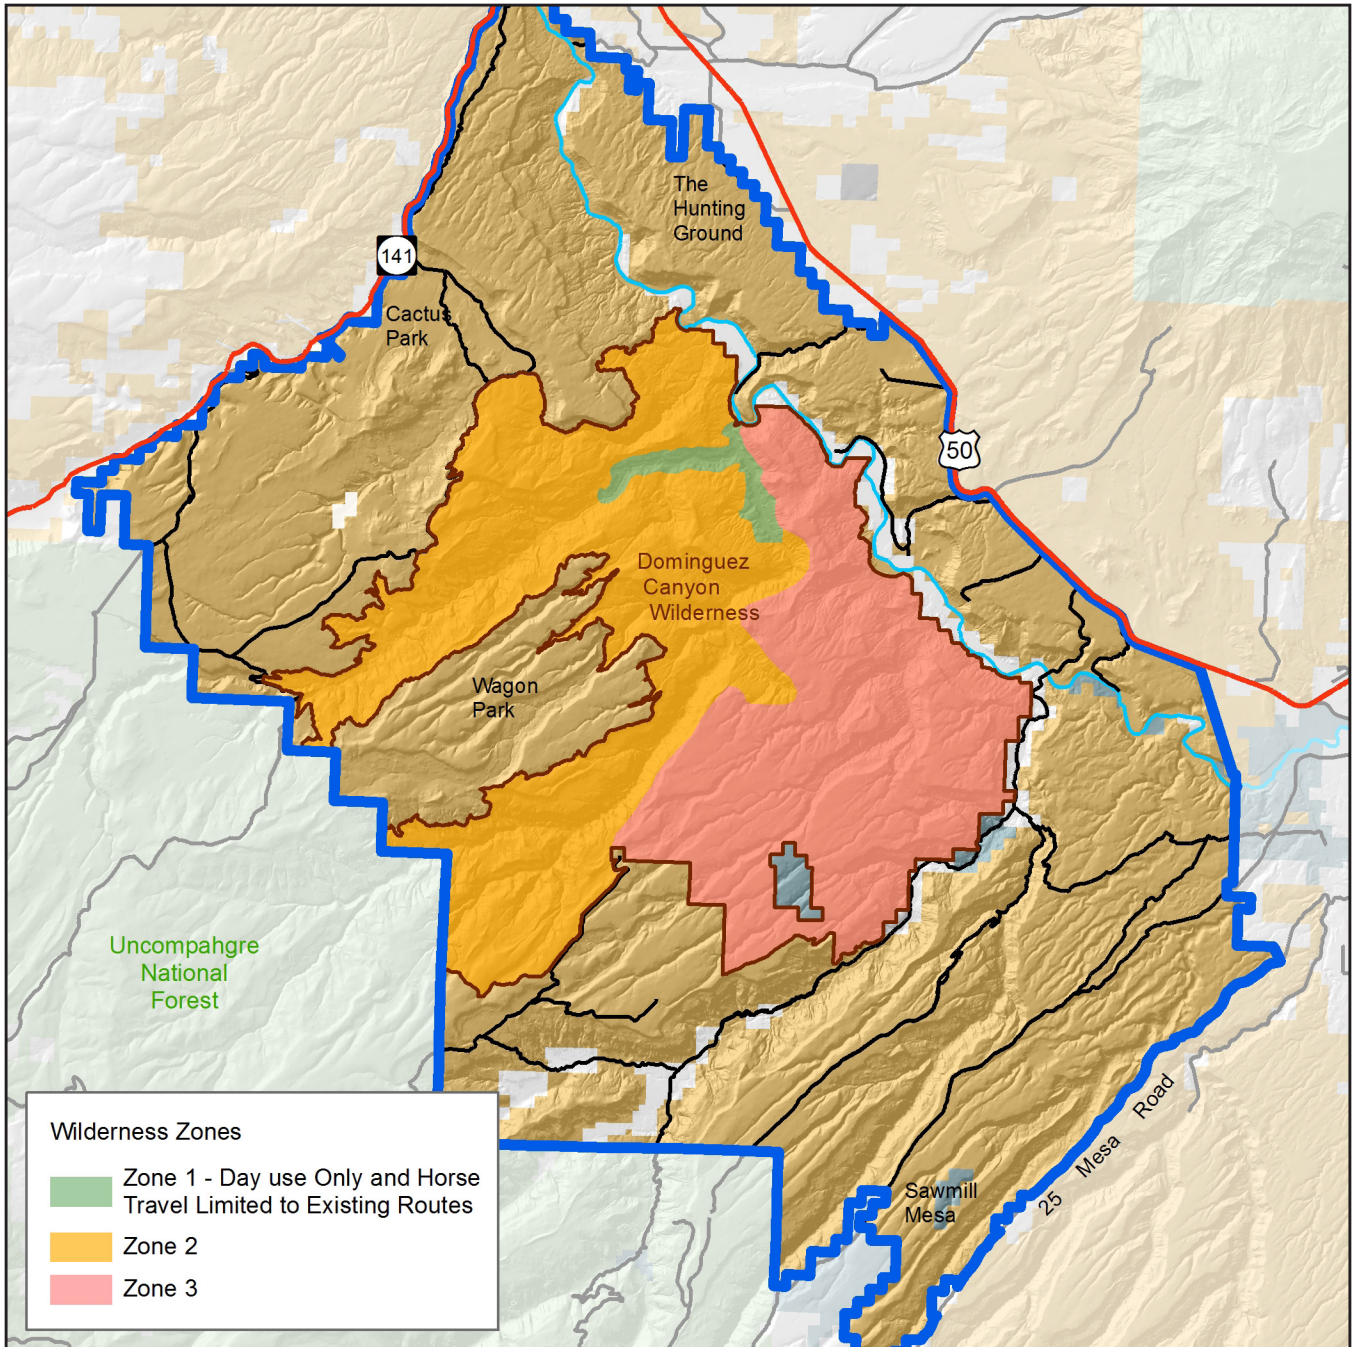 The
Hunting
Ground
141
Cactus
Park
50
Dominguez
Canyon
Wilderness
Wagon
Park
Uncompahgre
National
Forest
Wilderness Zones
Zone 1 - Day use Only and Horse
Travel Limited to Existing Routes
Zone 2
Zone 3
Sawmill
Mesa
25 Mesa Road